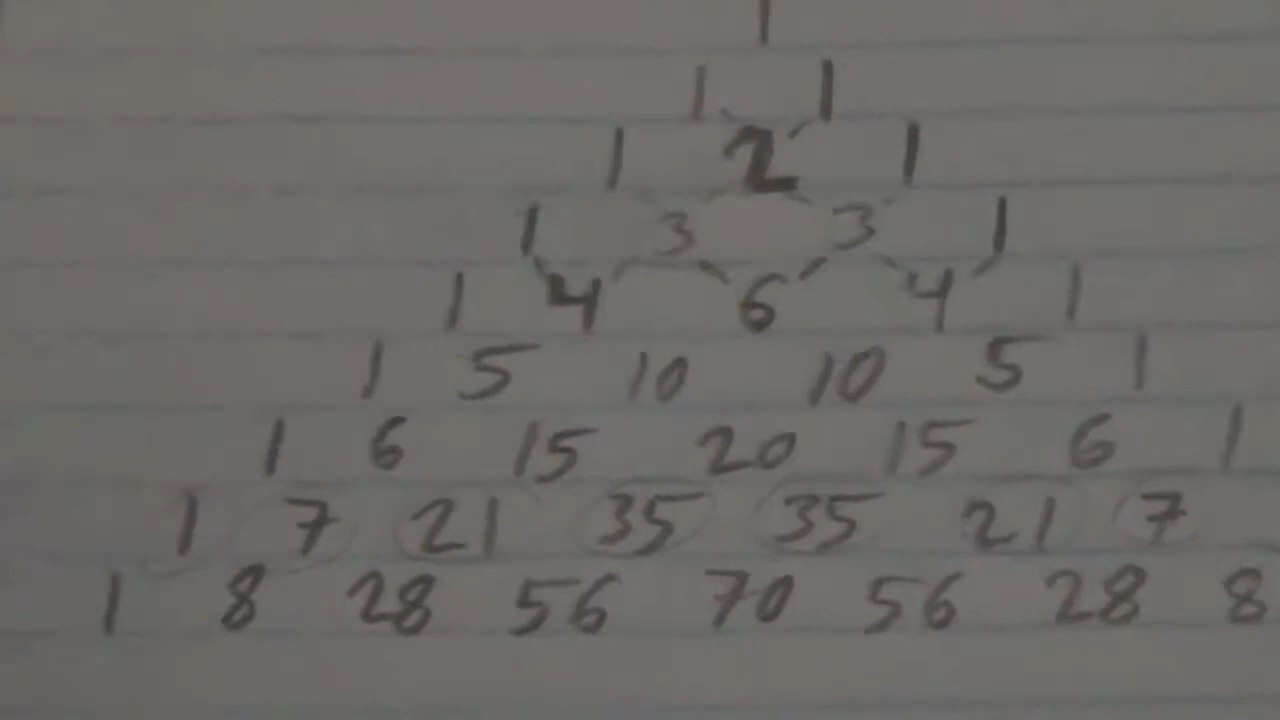 1
1 1
1 2 1
1 3 3 1
1 4 6 4 1
1 5 10 10 5 1
1 6 15 20 15 6 1
1 7 21 35 35 21 7
1 8 28 56 70 56 28 8